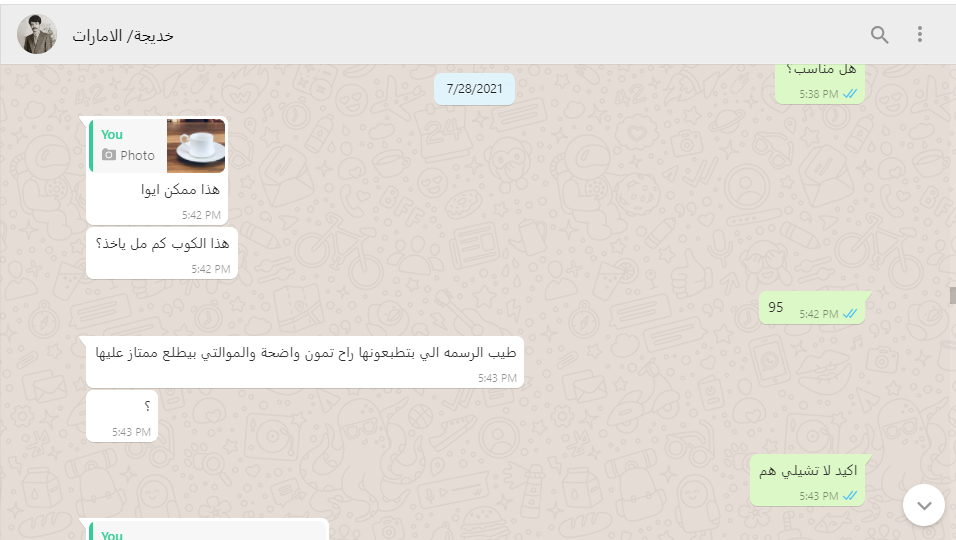 خديجة/ الامارات
هل مناسب؟
5:38 PM
7/28/2021
You
Photo
هذا ممكن ايوا
5:42 PM
هذا الكوب كم مل ياخذ؟
5:42 PM
95 5:42 PM
طيب الرسمه الي بتطبعونها راح تمون واضحة والموالتي بيطلع ممتاز عليها
5:43 PM
؟
5:43 PM
اكيد لا تشيلي هم
5:43 PM
You